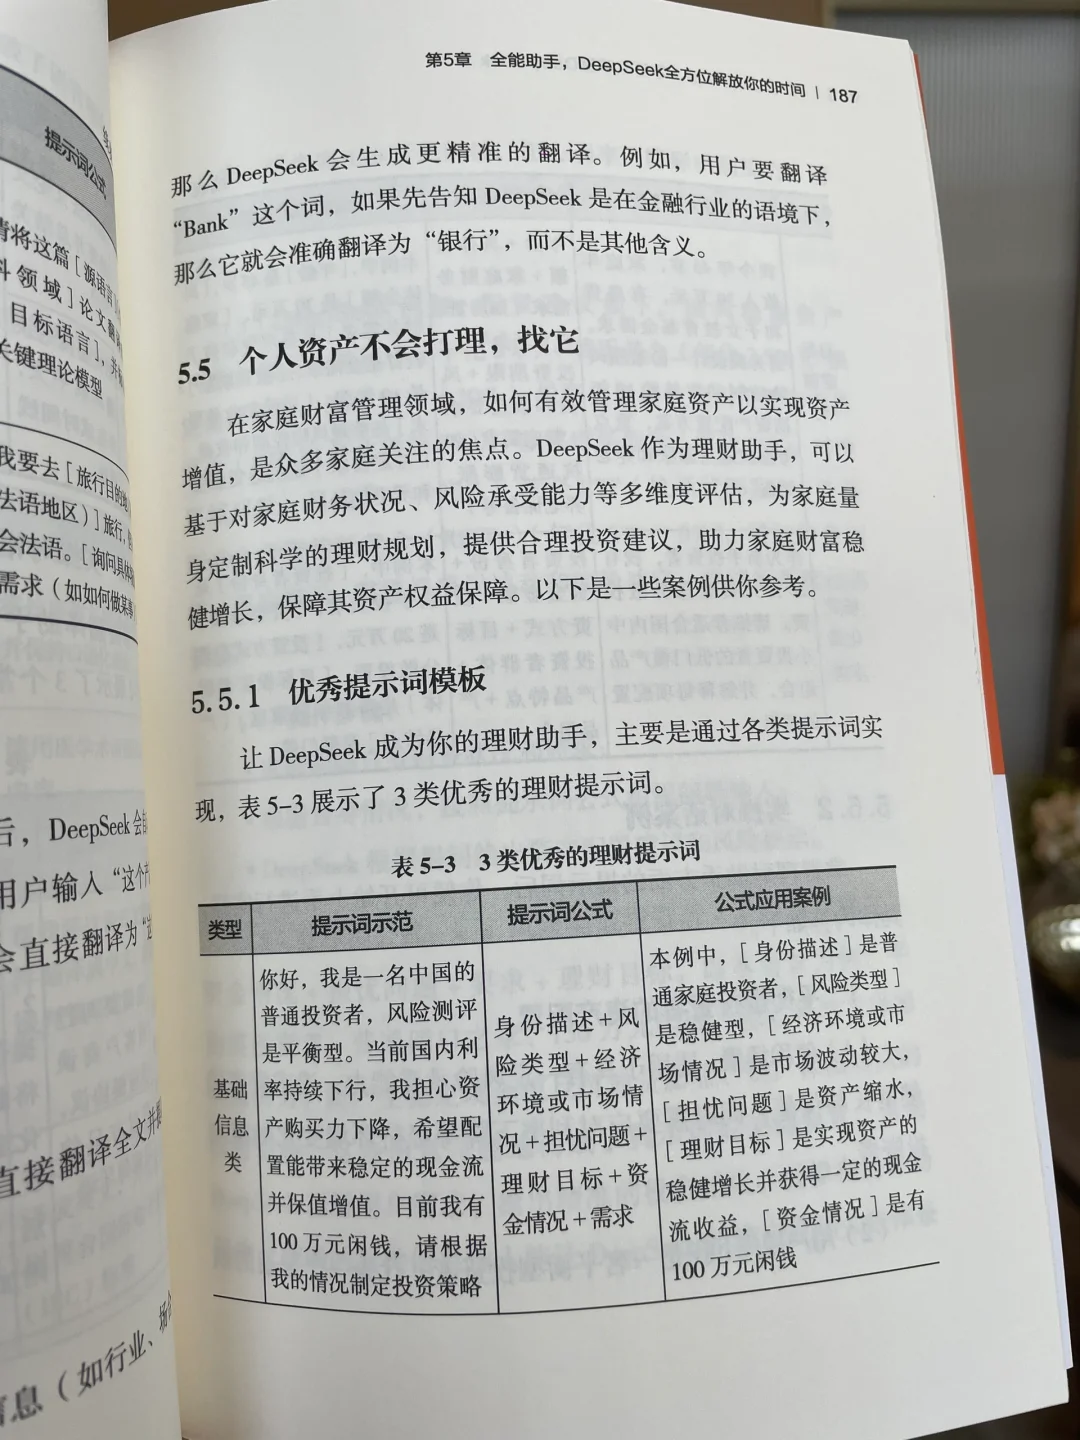 提示词公式
请将这篇［源语言
科领域］论文翻
目标语言］，并
关键理论模型
我要去［旅行目的地
法语地区）］旅行，
会法语。［询问具体
需求（如如何做某事
后，DeepSeek 会
用户输入“这个
会直接翻译为“这
直接翻译全文并
信息（如行业、场
第5章 全能助手，DeepSeek全方位解放你的时间 | 187
那么 DeepSeek 会生成更精准的翻译。例如，用户要翻译
“Bank”这个词，如果先告知 DeepSeek 是在金融行业的语境下，
那么它就会准确翻译为“银行”，而不是其他含义。
5.5 个人资产不会打理，找它
在家庭财富管理领域，如何有效管理家庭资产以实现资产
增值，是众多家庭关注的焦点。DeepSeek 作为理财助手，可以
基于对家庭财务状况、风险承受能力等多维度评估，为家庭量
身定制科学的理财规划，提供合理投资建议，助力家庭财富稳
健增长，保障其资产权益保障。以下是一些案例供你参考。
5.5.1 优秀提示词模板
让 DeepSeek 成为你的理财助手，主要是通过各类提示词实
现，表 5-3 展示了 3 类优秀的理财提示词。
表 5-3 3 类优秀的理财提示词
类型 提示词示范 提示词公式 公式应用案例
基础
信息
类
你好，我是一名中国的
普通投资者，风险测评
是平衡型。当前国内利
率持续下行，我担心资
产购买力下降，希望配
置能带来稳定的现金流
并保值增值。目前我有
100 万元闲钱，请根据
我的情况制定投资策略
身份描述+风
险类型+经济
环境或市场情
况+担忧问题+
理财目标+资
金情况+需求
本例中，［身份描述］是普
通家庭投资者，［风险类型］
是稳健型，［经济环境或市
场情况］是市场波动较大，
［担忧问题］是资产缩水，
［理财目标］是实现资产的
稳健增长并获得一定的现金
流收益，［资金情况］是有
100 万元闲钱